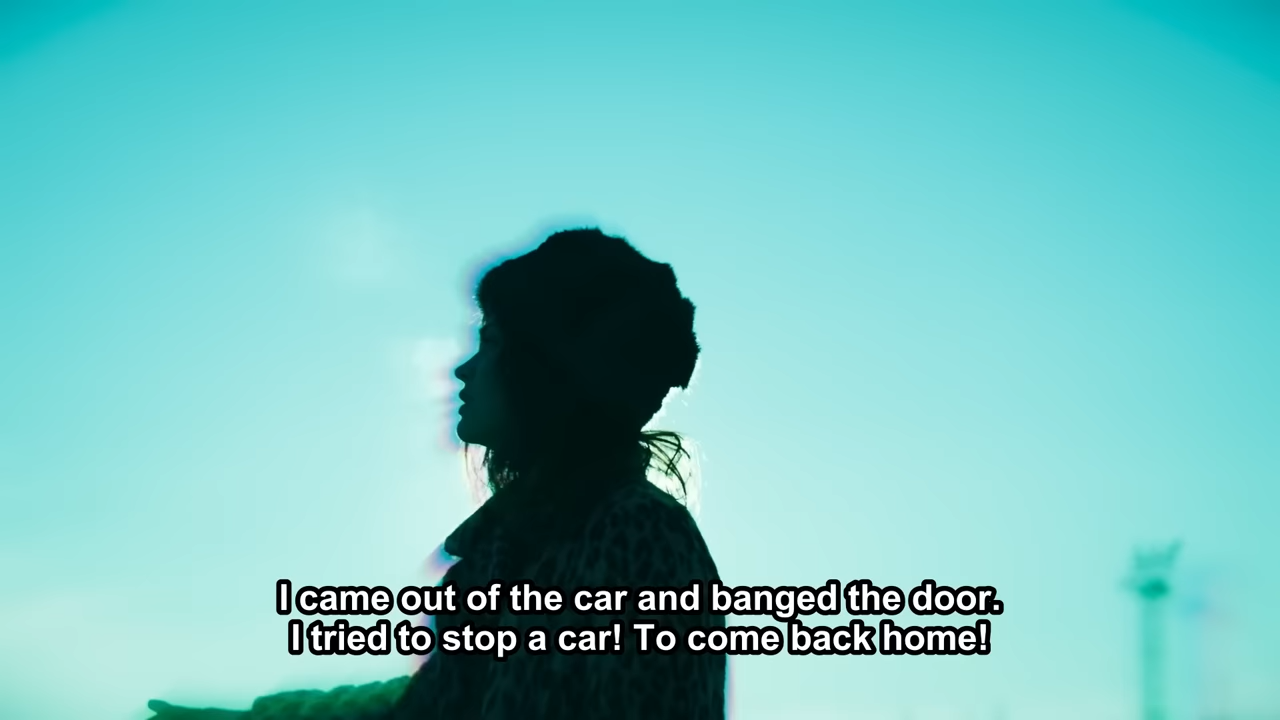 I came out of the car and banged the door.
I tried to stop a car! To come back home!